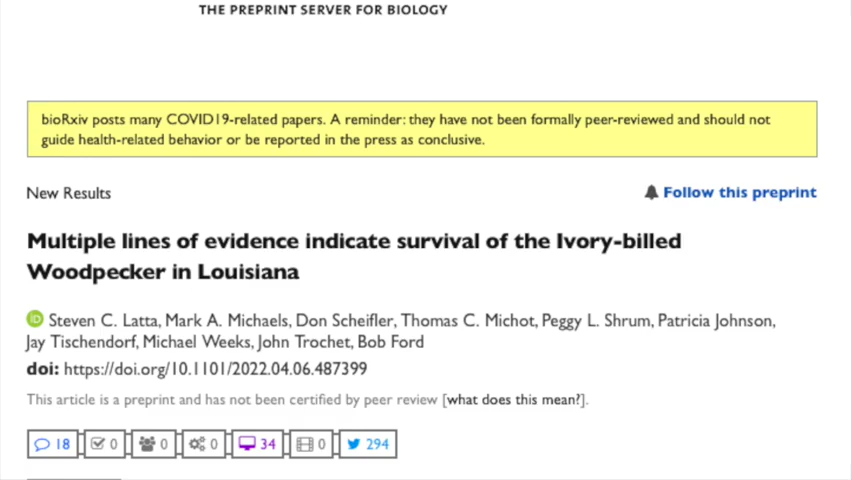 THE PREPRINT SERVER FOR BIOLOGY
bioRxiv posts many COVID19-related papers. A reminder: they have not been formally peer-reviewed and should not
guide health-related behavior or be reported in the press as conclusive.
New Results
Follow this preprint
Multiple lines of evidence indicate survival of the Ivory-billed
Woodpecker in Louisiana
iD Steven C. Latta, Mark A. Michaels, Don Scheifler, Thomas C. Michot, Peggy L. Shrum, Patricia Johnson,
Jay Tischendorf, Michael Weeks, John Trochet, Bob Ford
doi: https://doi.org/10.1101/2022.04.06.487399
This article is a preprint and has not been certified by peer review [what does this mean?].
18 0 0 0 34 0 294